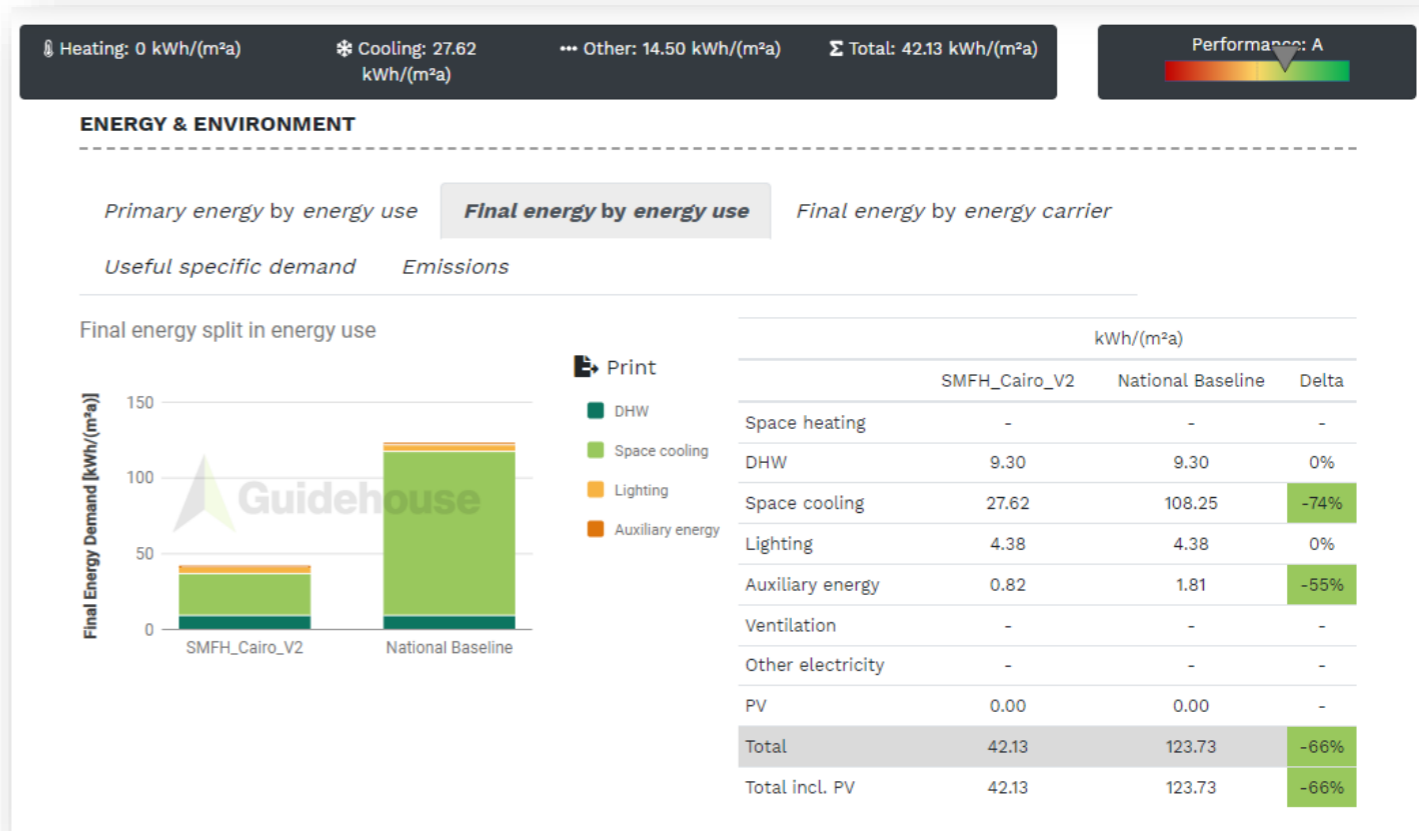 Heating: 0 kWh/(m²a)
Cooling: 27.62
kWh/(m²a)
Other: 14.50 kWh/(m²a)
Σ Total: 42.13 kWh/(m²a)
Performance: A
ENERGY & ENVIRONMENT
Primary energy by energy use
Final energy by energy use
Final energy by energy carrier
Useful specific demand
Emissions
Final energy split in energy use
Print
Final Energy Demand [kWh/(m²a)]
150
100
50
0
SMFH_Cairo_V2
National Baseline
Guidehouse
DHW
Space cooling
Lighting
Auxiliary energy
kWh/(m²a)
SMFH_Cairo_V2 National Baseline Delta
Space heating - - -
DHW 9.30 9.30 0%
Space cooling 27.62 108.25 -74%
Lighting 4.38 4.38 0%
Auxiliary energy 0.82 1.81 -55%
Ventilation - - -
Other electricity - - -
PV 0.00 0.00 -
Total 42.13 123.73 -66%
Total incl. PV 42.13 123.73 -66%